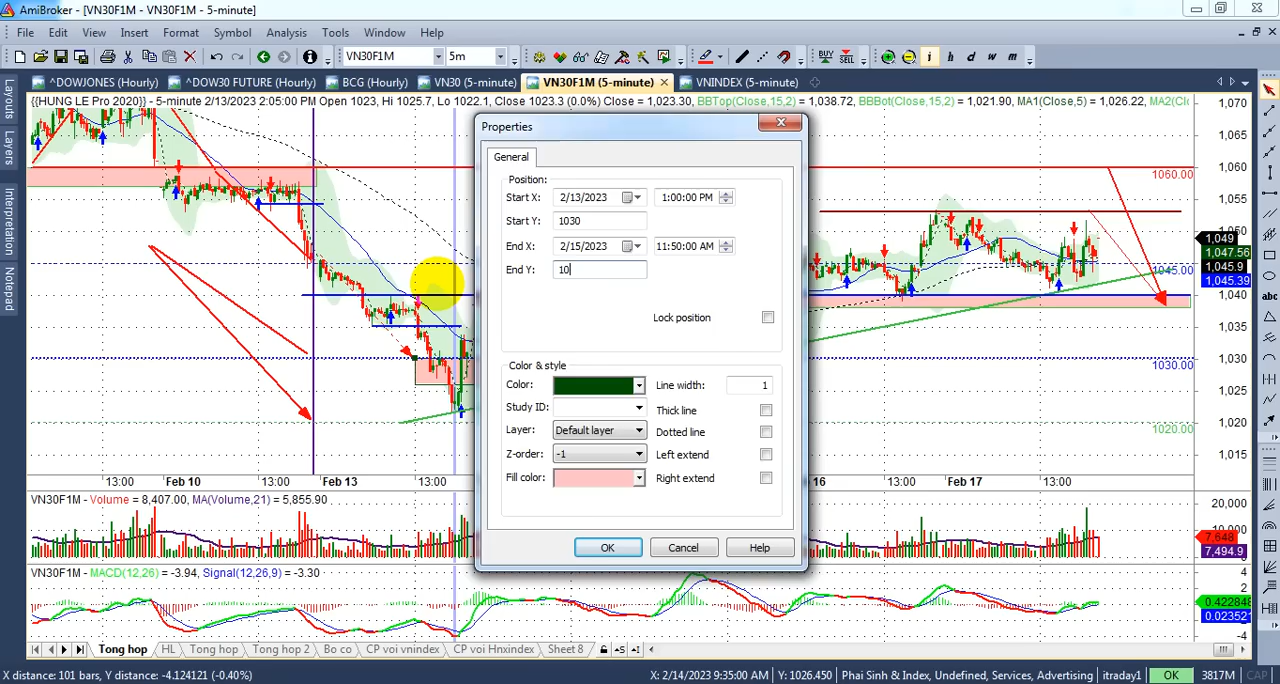 AmiBroker - [VN30F1M - VN30F1M - 5-minute]
File Edit View Insert Format Symbol Analysis Tools Window Help
VN30F1M 5m BUY SELL i h d w m
^DOWJONES (Hourly) ^DOW30 FUTURE (Hourly) BCG (Hourly) VN30 (5-minute) VN30F1M (5-minute) VNINDEX (5-minute)
Layouts
Layers
Interpretation
Notepad
{{HUNG LE Pro 2020}} - 5-minute 2/13/2023 2:05:00 PM Open 1023, Hi 1025.7, Lo 1022.1, Close 1023.3 (0.0%) Close = 1,023.30, BBTop(Close,15,2) = 1,038.72, BBBot(Close,15,2) = 1,021.90, MA1(Close,5) = 1,026.22, MA2(Cl
1,070
1,065
1,060
1060.00
1,055
1,050
1,049
1,047.56
1,045.9
1045.00
1,045.39
1,040
1,035
1,030
1030.00
1,025
1,020
1020.00
1,015
Properties
General
Position:
Start X: 2/13/2023 1:00:00 PM
Start Y: 1030
End X: 2/15/2023 11:50:00 AM
End Y: 10
Lock position
Color & style
Color: Line width: 1
Study ID: Thick line
Layer: Default layer Dotted line
Z-order: -1 Left extend
Fill color: Right extend
OK Cancel Help
abc
13:00 Feb 10 13:00 Feb 13 13:00 16 13:00 Feb 17 13:00
VN30F1M - Volume = 8,407.00, MA(Volume,21) = 5,855.90
20,000
10,000
7,648
7,494.9
VN30F1M - MACD(12,26) = -3.94, Signal(12,26,9) = -3.30
4
2
0.422848
0.02352
-4
Tong hop HL Tong hop Tong hop 2 Bo co CP voi vnindex CP voi Hnxindex Sheet 8
X distance: 101 bars, Y distance: -4.124121 (-0.40%) X: 2/14/2023 9:35:00 AM Y: 1026.450 Phai Sinh & Index, Undefined, Services, Advertising itraday1 OK 3817M CAP